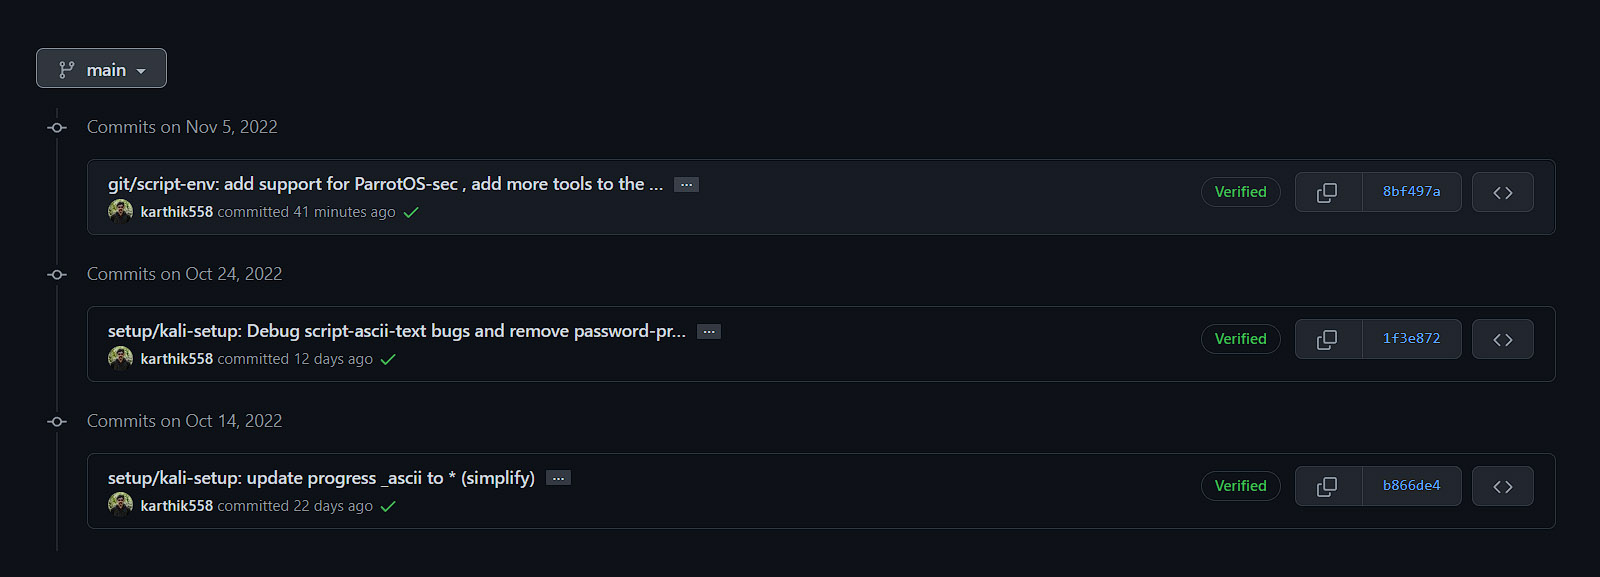 main
Commits on Nov 5, 2022
git/script-env: add support for ParrotOS-sec , add more tools to the ... ...
Verified 8bf497a
karthik558 committed 41 minutes ago
Commits on Oct 24, 2022
setup/kali-setup: Debug script-ascii-text bugs and remove password-pr... ...
Verified 1f3e872
karthik558 committed 12 days ago
Commits on Oct 14, 2022
setup/kali-setup: update progress _ascii to * (simplify) ...
Verified b866de4
karthik558 committed 22 days ago